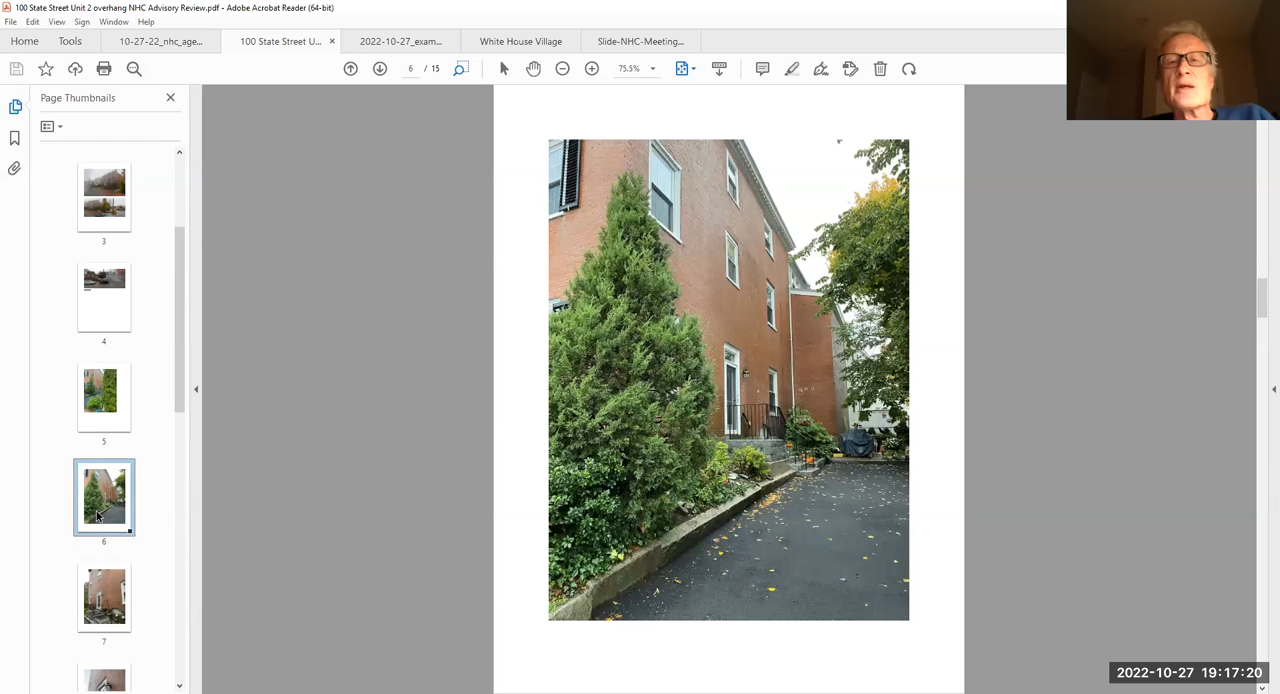 100 State Street Unit 2 overhang NHC Advisory Review.pdf - Adobe Acrobat Reader (64-bit)
File Edit View Sign Window Help
Home Tools 10-27-22_nhc_age... 100 State Street U... × 2022-10-27_exam... White House Village Slide-NHC-Meeting...
6 / 15 75.5%
Page Thumbnails
3
4
5
6
7
2022-10-27 19:17:20